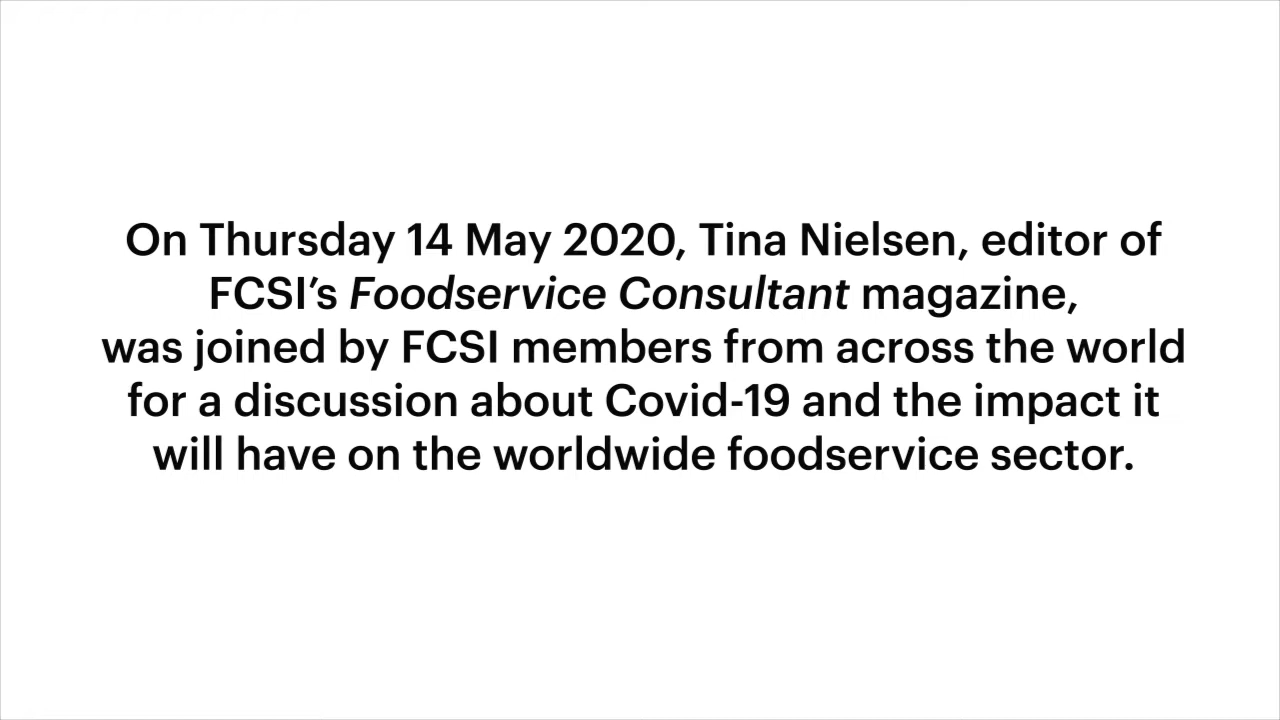 On Thursday 14 May 2020, Tina Nielsen, editor of
FCSI’s Foodservice Consultant magazine,
was joined by FCSI members from across the world
for a discussion about Covid-19 and the impact it
will have on the worldwide foodservice sector.